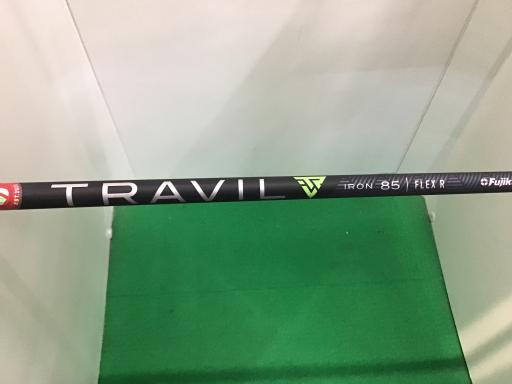 TRAVIL IRON 85 / FLEX R Fujik